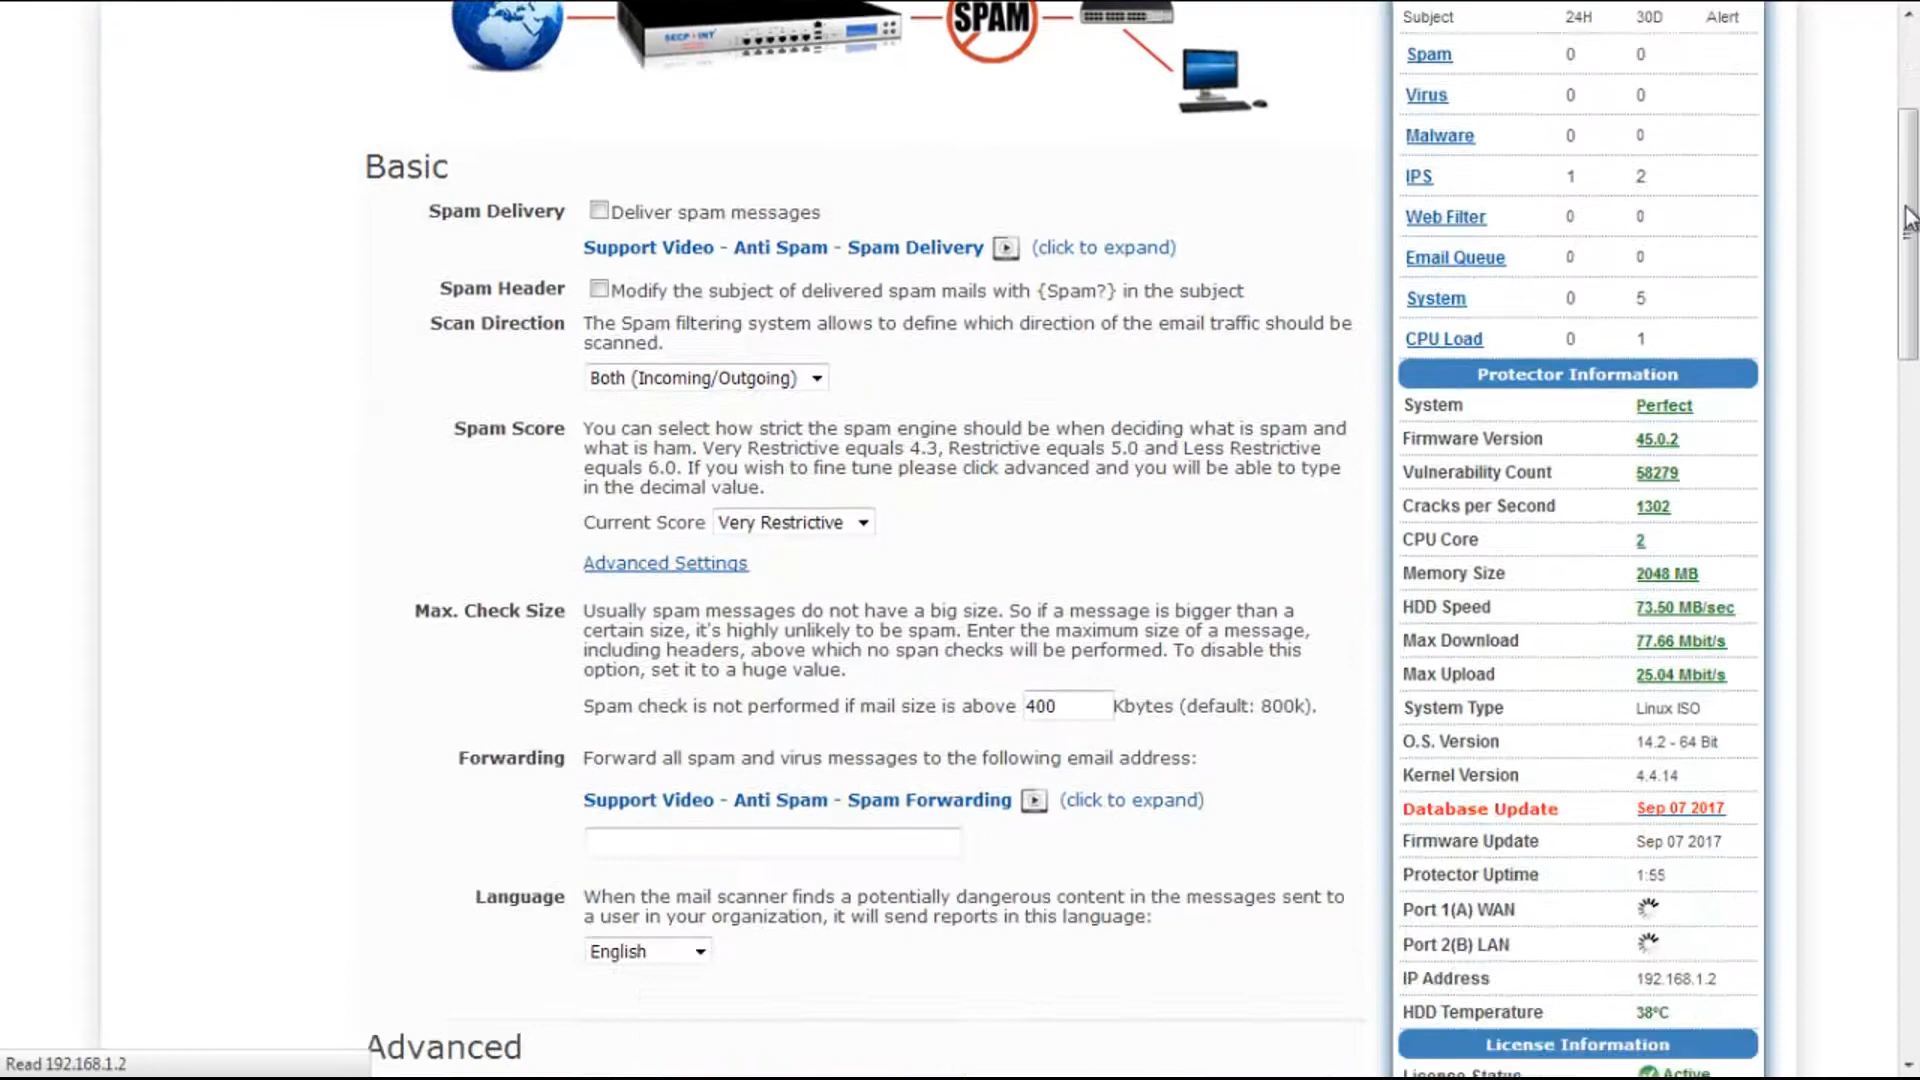 SECPOINT
SPAM
Basic
Spam Delivery
Deliver spam messages
Support Video - Anti Spam - Spam Delivery (click to expand)
Spam Header
Modify the subject of delivered spam mails with {Spam?} in the subject
Scan Direction
The Spam filtering system allows to define which direction of the email traffic should be
scanned.
Both (Incoming/Outgoing)
Spam Score
You can select how strict the spam engine should be when deciding what is spam and
what is ham. Very Restrictive equals 4.3, Restrictive equals 5.0 and Less Restrictive
equals 6.0. If you wish to fine tune please click advanced and you will be able to type
in the decimal value.
Current Score Very Restrictive
Advanced Settings
Max. Check Size
Usually spam messages do not have a big size. So if a message is bigger than a
certain size, it's highly unlikely to be spam. Enter the maximum size of a message,
including headers, above which no span checks will be performed. To disable this
option, set it to a huge value.
Spam check is not performed if mail size is above 400 Kbytes (default: 800k).
Forwarding
Forward all spam and virus messages to the following email address:
Support Video - Anti Spam - Spam Forwarding (click to expand)
Language
When the mail scanner finds a potentially dangerous content in the messages sent to
a user in your organization, it will send reports in this language:
English
Advanced
Read 192.168.1.2
Subject 24H 30D Alert
Spam 0 0
Virus 0 0
Malware 0 0
IPS 1 2
Web Filter 0 0
Email Queue 0 0
System 0 5
CPU Load 0 1
Protector Information
System Perfect
Firmware Version 45.0.2
Vulnerability Count 58279
Cracks per Second 1302
CPU Core 2
Memory Size 2048 MB
HDD Speed 73.50 MB/sec
Max Download 77.66 Mbit/s
Max Upload 25.04 Mbit/s
System Type Linux ISO
O.S. Version 14.2 - 64 Bit
Kernel Version 4.4.14
Database Update Sep 07 2017
Firmware Update Sep 07 2017
Protector Uptime 1:55
Port 1(A) WAN
Port 2(B) LAN
IP Address 192.168.1.2
HDD Temperature 38°C
License Information
License Status Active